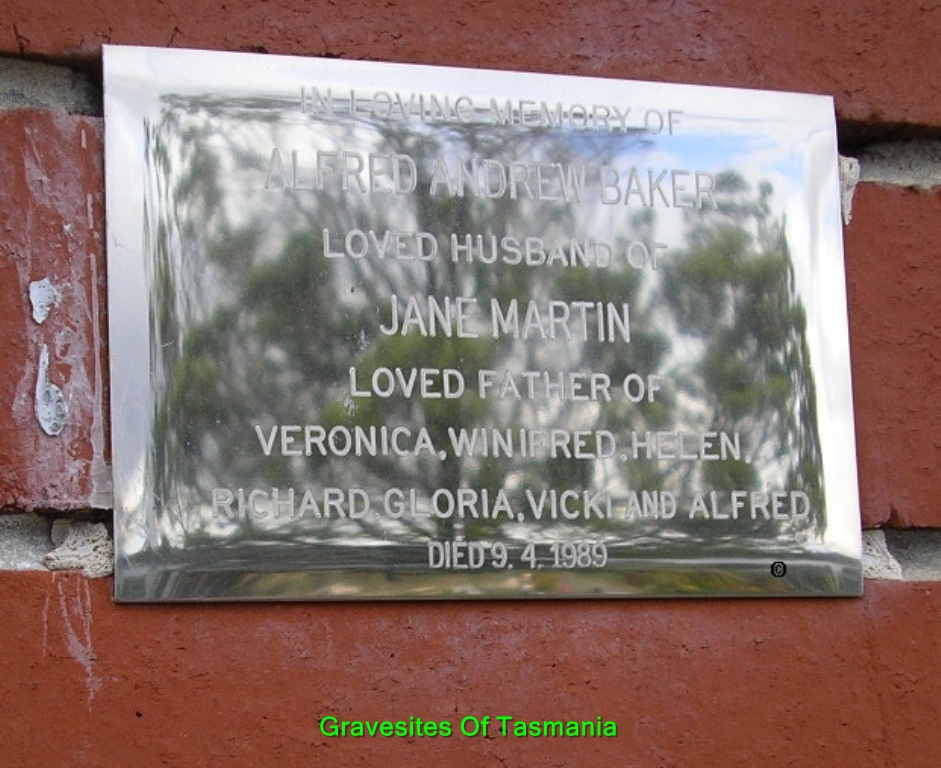 IN LOVING MEMORY OF
ALFRED ANDREW BAKER
LOVED HUSBAND OF
JANE MARTIN
LOVED FATHER OF
VERONICA, WINIFRED, HELEN,
RICHARD, GLORIA, VICKI AND ALFRED
DIED 9. 4. 1989
©
Gravesites Of Tasmania